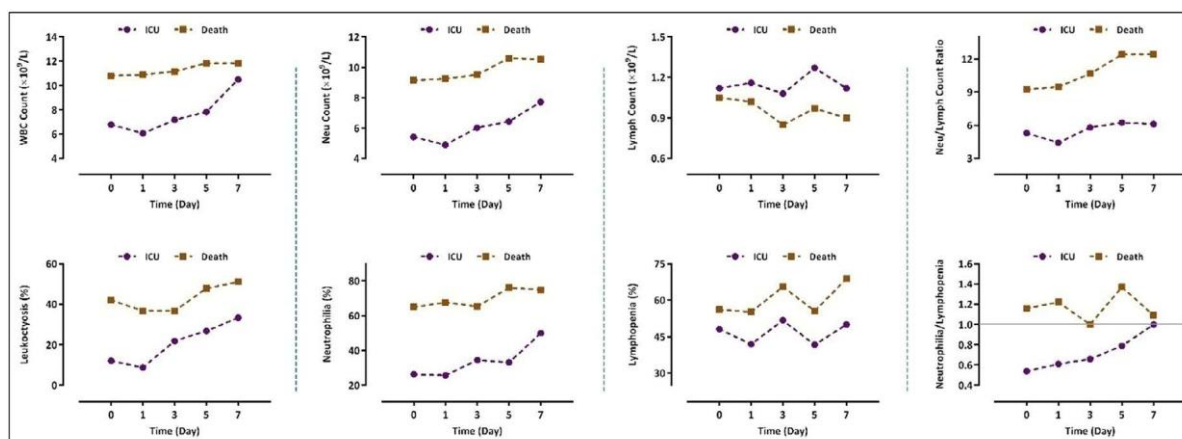 ICU Death
WBC Count (×10⁹/L)
14
12
10
8
6
4
0 1 3 5 7
Time (Day)
ICU Death
Neu Count (×10⁹/L)
12
10
8
6
4
0 1 3 5 7
Time (Day)
ICU Death
Lymph Count (×10⁹/L)
1.5
1.2
0.9
0.6
0 1 3 5 7
Time (Day)
ICU Death
Neu/Lymph Count Ratio
12
9
6
3
0 1 3 5 7
Time (Day)
ICU Death
Leukoctyosis (%)
60
40
20
0
0 1 3 5 7
Time (Day)
ICU Death
Neutrophilia (%)
80
60
40
20
0 1 3 5 7
Time (Day)
ICU Death
Lymphopenia (%)
75
60
45
30
0 1 3 5 7
Time (Day)
ICU Death
Neutrophilia/Lymphopenia
1.6
1.4
1.2
1.0
0.8
0.6
0.4
0 1 3 5 7
Time (Day)